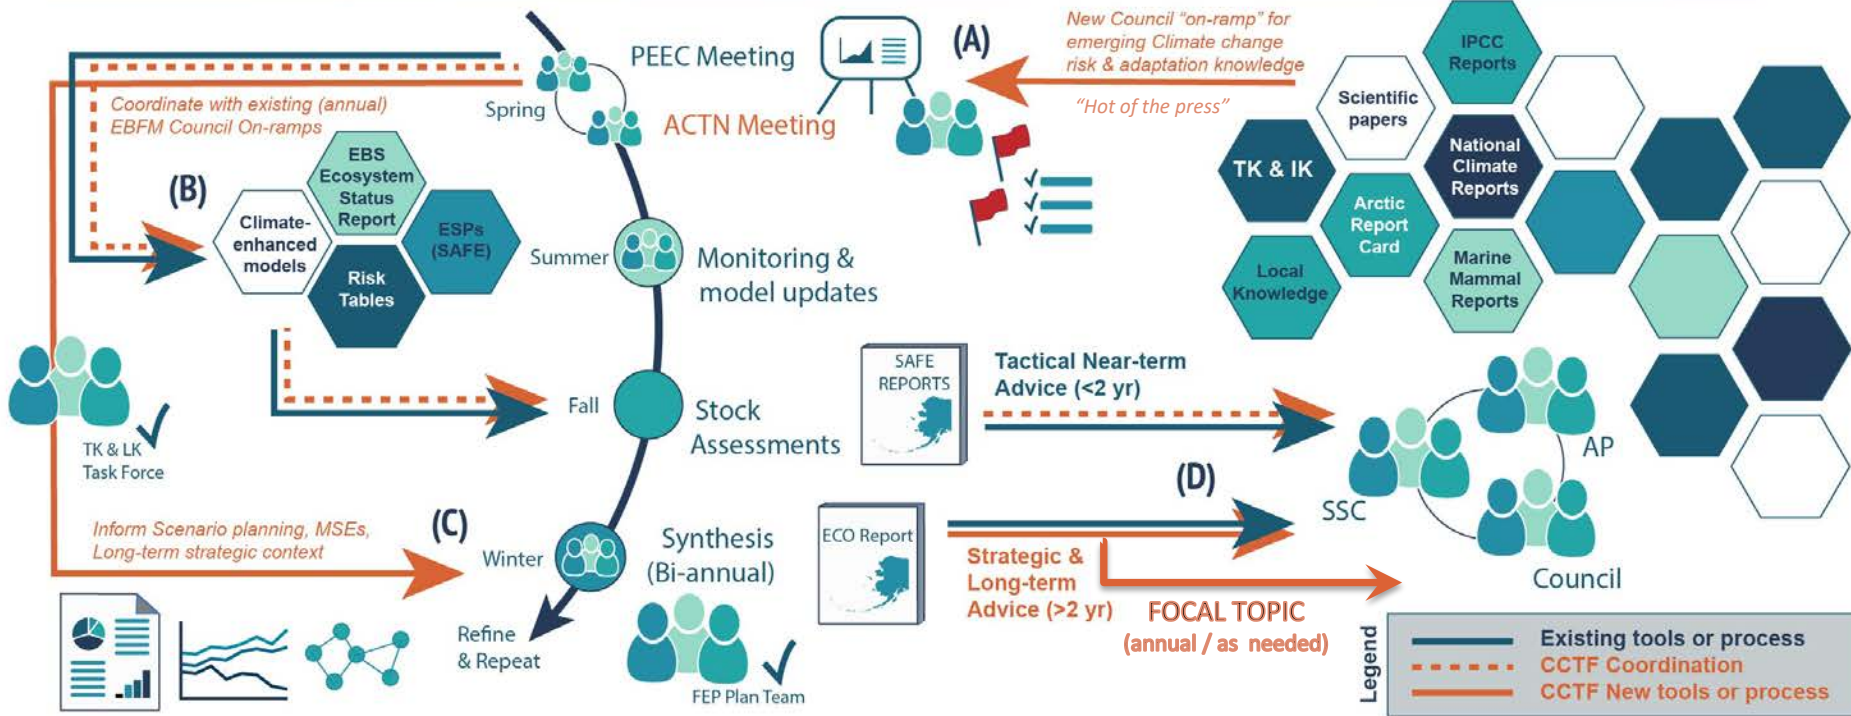 PEEC Meeting
Spring
ACTN Meeting
(A)
New Council "on-ramp" for
emerging Climate change
risk & adaptation knowledge
"Hot of the press"
IPCC
Reports
Scientific
papers
National
Climate
Reports
TK & IK
Arctic
Report
Card
Local
Knowledge
Marine
Mammal
Reports
Coordinate with existing (annual)
EBFM Council On-ramps
(B)
EBS
Ecosystem
Status
Report
Climate-
enhanced
models
ESPs
(SAFE)
Risk
Tables
Summer
Monitoring &
model updates
TK & LK
Task Force
Fall
Stock
Assessments
SAFE
REPORTS
Tactical Near-term
Advice (<2 yr)
AP
SSC
Council
Inform Scenario planning, MSEs,
Long-term strategic context
(C)
Winter
Synthesis
(Bi-annual)
Refine
& Repeat
FEP Plan Team
ECO Report
(D)
Strategic &
Long-term
Advice (>2 yr)
FOCAL TOPIC
(annual / as needed)
Legend
Existing tools or process
CCTF Coordination
CCTF New tools or process